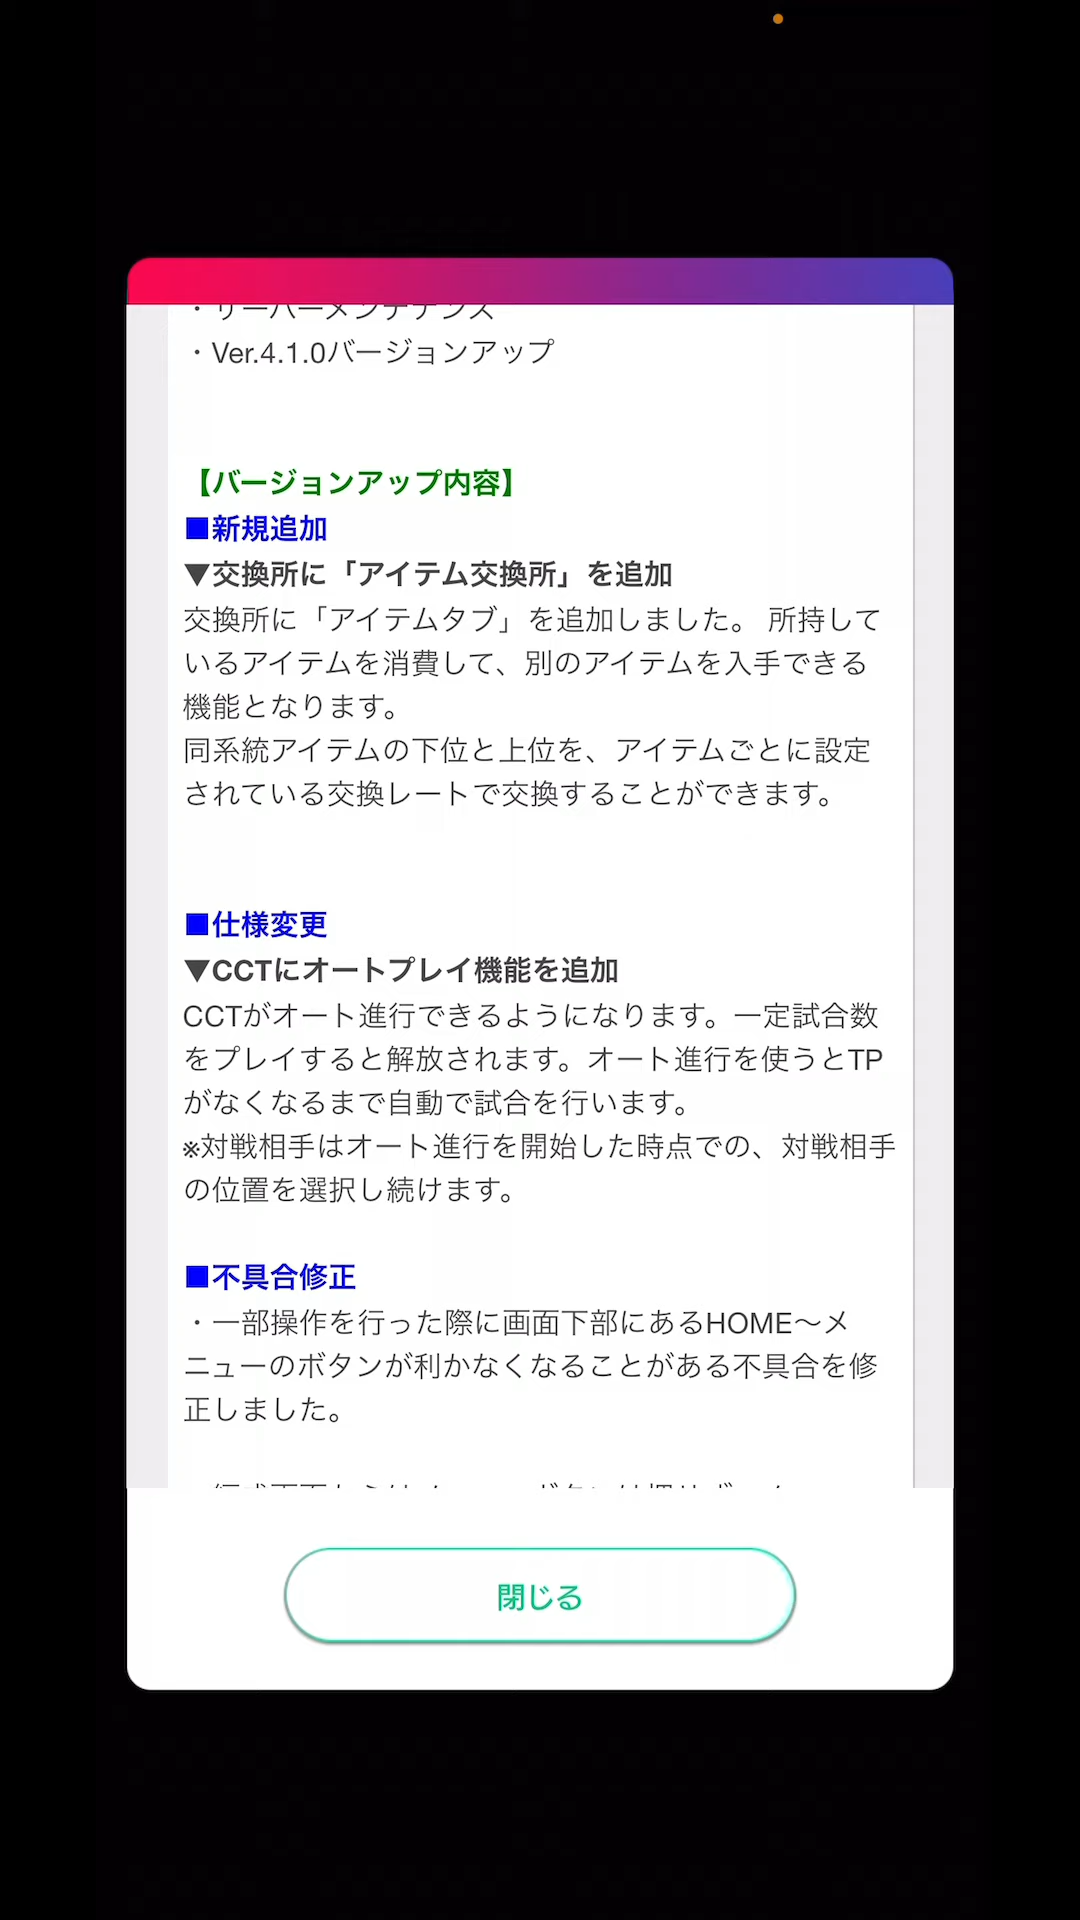 ・サーバーメンテナンス
・Ver.4.1.0バージョンアップ
【バージョンアップ内容】
■新規追加
▼交換所に「アイテム交換所」を追加
交換所に「アイテムタブ」を追加しました。 所持して
いるアイテムを消費して、別のアイテムを入手できる
機能となります。
同系統アイテムの下位と上位を、アイテムごとに設定
されている交換レートで交換することができます。
■仕様変更
▼CCTにオートプレイ機能を追加
CCTがオート進行できるようになります。一定試合数
をプレイすると解放されます。オート進行を使うとTP
がなくなるまで自動で試合を行います。
※対戦相手はオート進行を開始した時点での、対戦相手
の位置を選択し続けます。
■不具合修正
・一部操作を行った際に画面下部にあるHOME〜メ
ニューのボタンが利かなくなることがある不具合を修
正しました。
閉じる